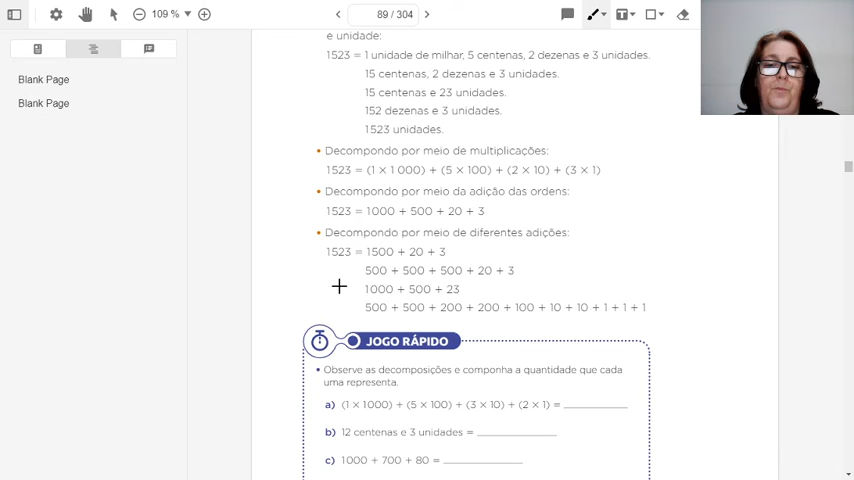 109 %
89 / 304
Blank Page
Blank Page
e unidade:
1523 = 1 unidade de milhar, 5 centenas, 2 dezenas e 3 unidades.
15 centenas, 2 dezenas e 3 unidades.
15 centenas e 23 unidades.
152 dezenas e 3 unidades.
1523 unidades.
• Decompondo por meio de multiplicações:
1523 = (1 × 1 000) + (5 × 100) + (2 × 10) + (3 × 1)
• Decompondo por meio da adição das ordens:
1523 = 1000 + 500 + 20 + 3
• Decompondo por meio de diferentes adições:
1523 = 1500 + 20 + 3
500 + 500 + 500 + 20 + 3
1000 + 500 + 23
500 + 500 + 200 + 200 + 100 + 10 + 10 + 1 + 1 + 1
JOGO RÁPIDO
• Observe as decomposições e componha a quantidade que cada
uma representa.
a) (1 × 1000) + (5 × 100) + (3 × 10) + (2 × 1) = ____________
b) 12 centenas e 3 unidades = ____________
c) 1000 + 700 + 80 = ____________